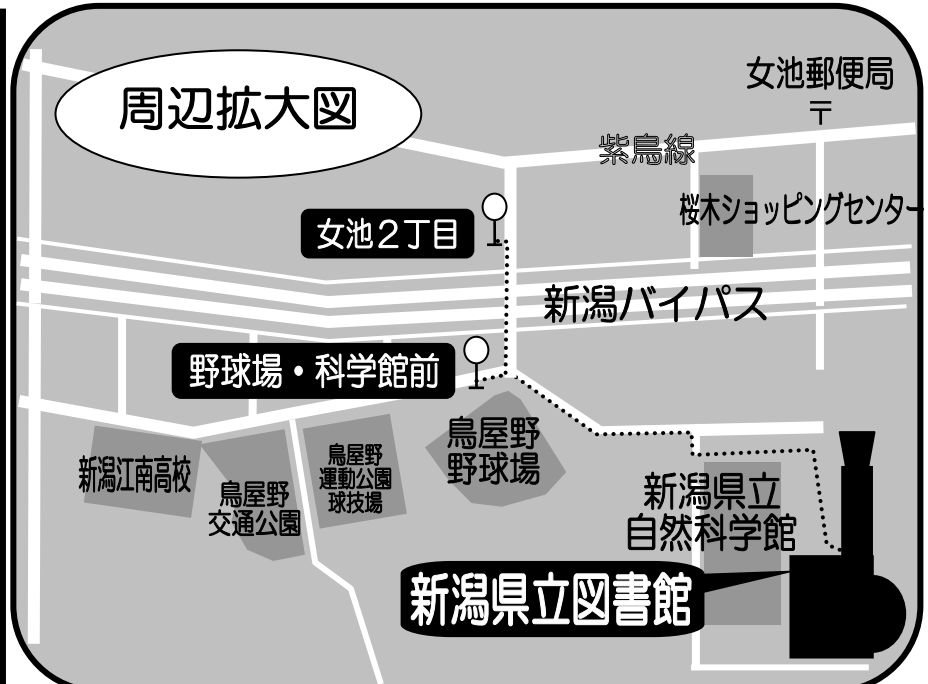 周辺拡大図
女池郵便局
〒
紫鳥線
桜木ショッピングセンター
女池２丁目
新潟バイパス
野球場・科学館前
鳥屋野
野球場
新潟江南高校
鳥屋野
運動公園
球技場
鳥屋野
交通公園
新潟県立
自然科学館
新潟県立図書館